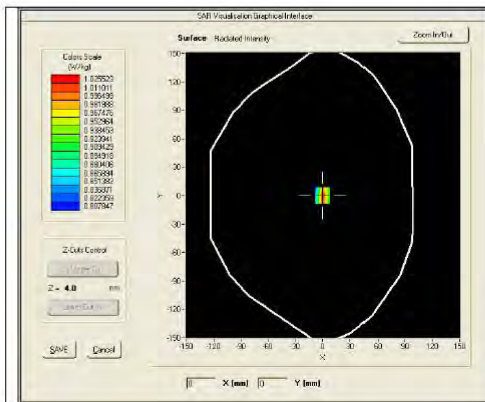 SAR Visualisation Graphical Interface
Surface Radiated Intensity
Zoom In/Out
Colors Scale
(W/kg)
1.025523
1.011011
0.996499
0.981988
0.967476
0.952964
0.938453
0.923941
0.909429
0.894918
0.880406
0.865894
0.851382
0.836871
0.822359
0.807847
150
120
90
60
30
0
-30
-60
-90
-120
-150
Y
-150 -120 -90 -60 -30 0 30 60 90 120 150
X
Z-Cuts Control
Z = 4.0 mm
SAVE Cancel
0 X (mm) 0 Y (mm)